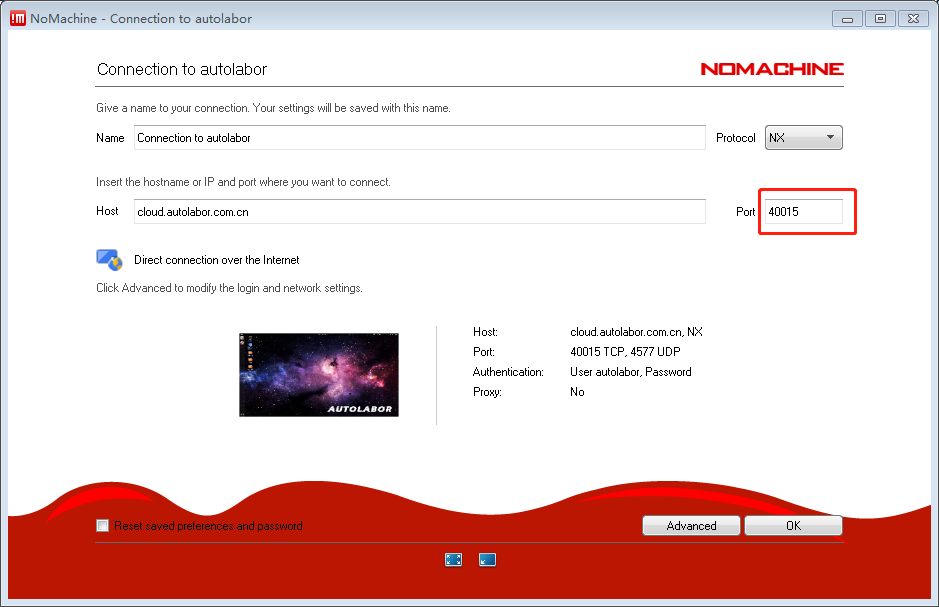 NoMachine - Connection to autolabor
Connection to autolabor
NOMACHINE
Give a name to your connection. Your settings will be saved with this name.
Name Connection to autolabor Protocol NX
Insert the hostname or IP and port where you want to connect.
Host cloud.autolabor.com.cn Port 40015
Direct connection over the Internet
Click Advanced to modify the login and network settings.
AUTOLABOR
Host: cloud.autolabor.com.cn, NX
Port: 40015 TCP, 4577 UDP
Authentication: User autolabor, Password
Proxy: No
Reset saved preferences and password
Advanced OK